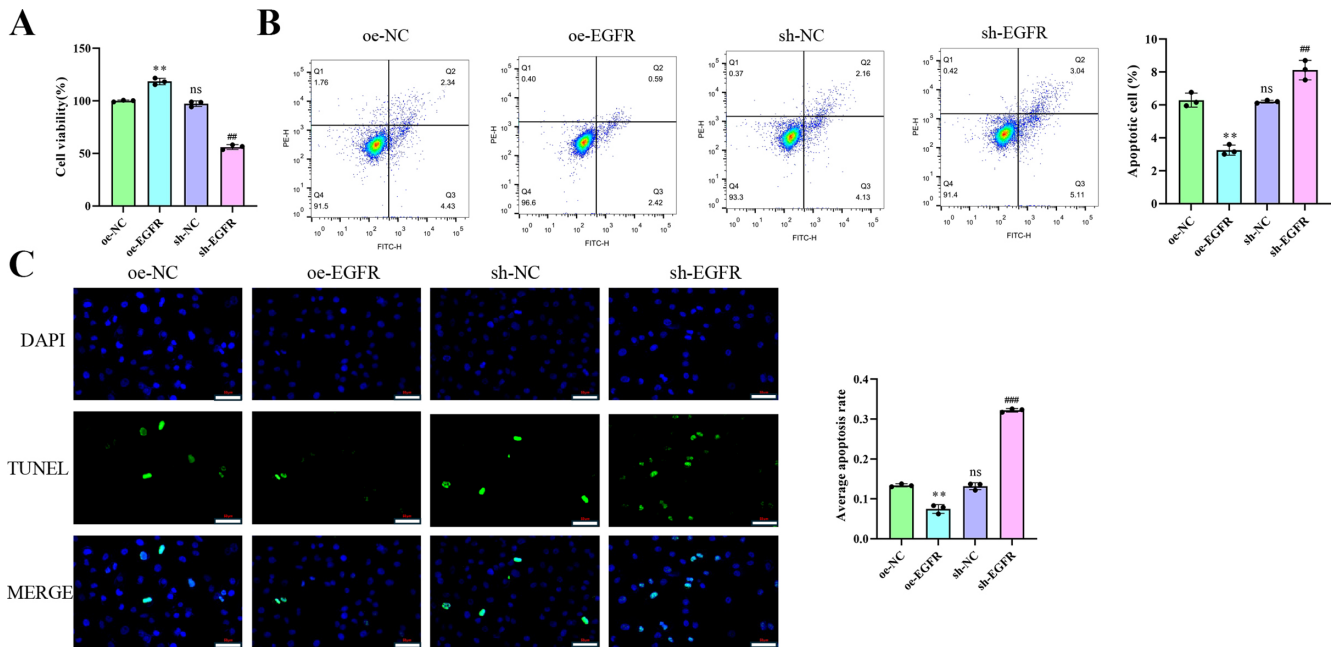 A
Cell viability(%)
150
100
50
0
**
ns
##
oe-NC
oe-EGFR
sh-NC
sh-EGFR
B
oe-NC
oe-EGFR
sh-NC
sh-EGFR
Q1
1.76
Q2
2.34
Q4
91.5
Q3
4.43
PE-H
FITC-H
Q1
0.40
Q2
0.59
Q4
96.6
Q3
2.42
PE-H
FITC-H
Q1
0.37
Q2
2.16
Q4
93.3
Q3
4.13
PE-H
FITC-H
Q1
0.42
Q2
3.04
Q4
91.4
Q3
5.11
PE-H
FITC-H
Apoptotic cell (%)
10
8
6
4
2
0
**
ns
##
oe-NC
oe-EGFR
sh-NC
sh-EGFR
C
oe-NC
oe-EGFR
sh-NC
sh-EGFR
DAPI
TUNEL
MERGE
Average apoptosis rate
0.4
0.3
0.2
0.1
0.0
**
ns
###
oe-NC
oe-EGFR
sh-NC
sh-EGFR